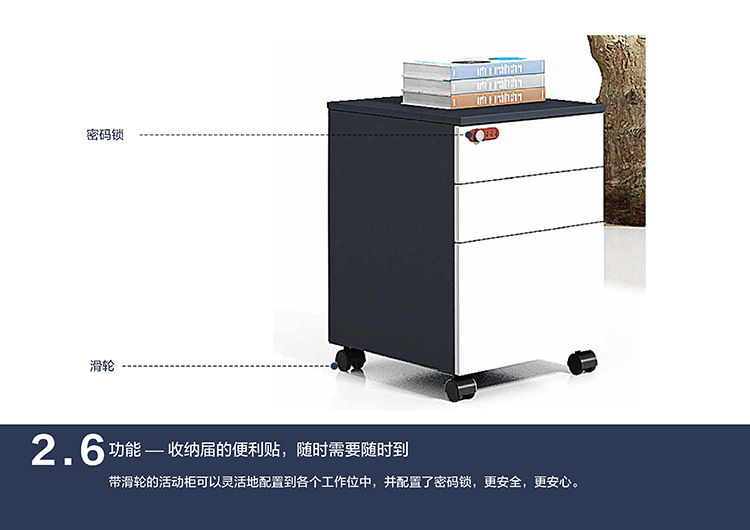 密码锁
滑轮
2.6 功能 — 收纳届的便利贴，随时需要随时到
带滑轮的活动柜可以灵活地配置到各个工作位中，并配置了密码锁，更安全，更安心。